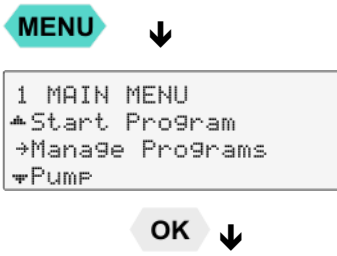 MENU
1 MAIN MENU
Start Program
→Manage Programs
Pump
OK